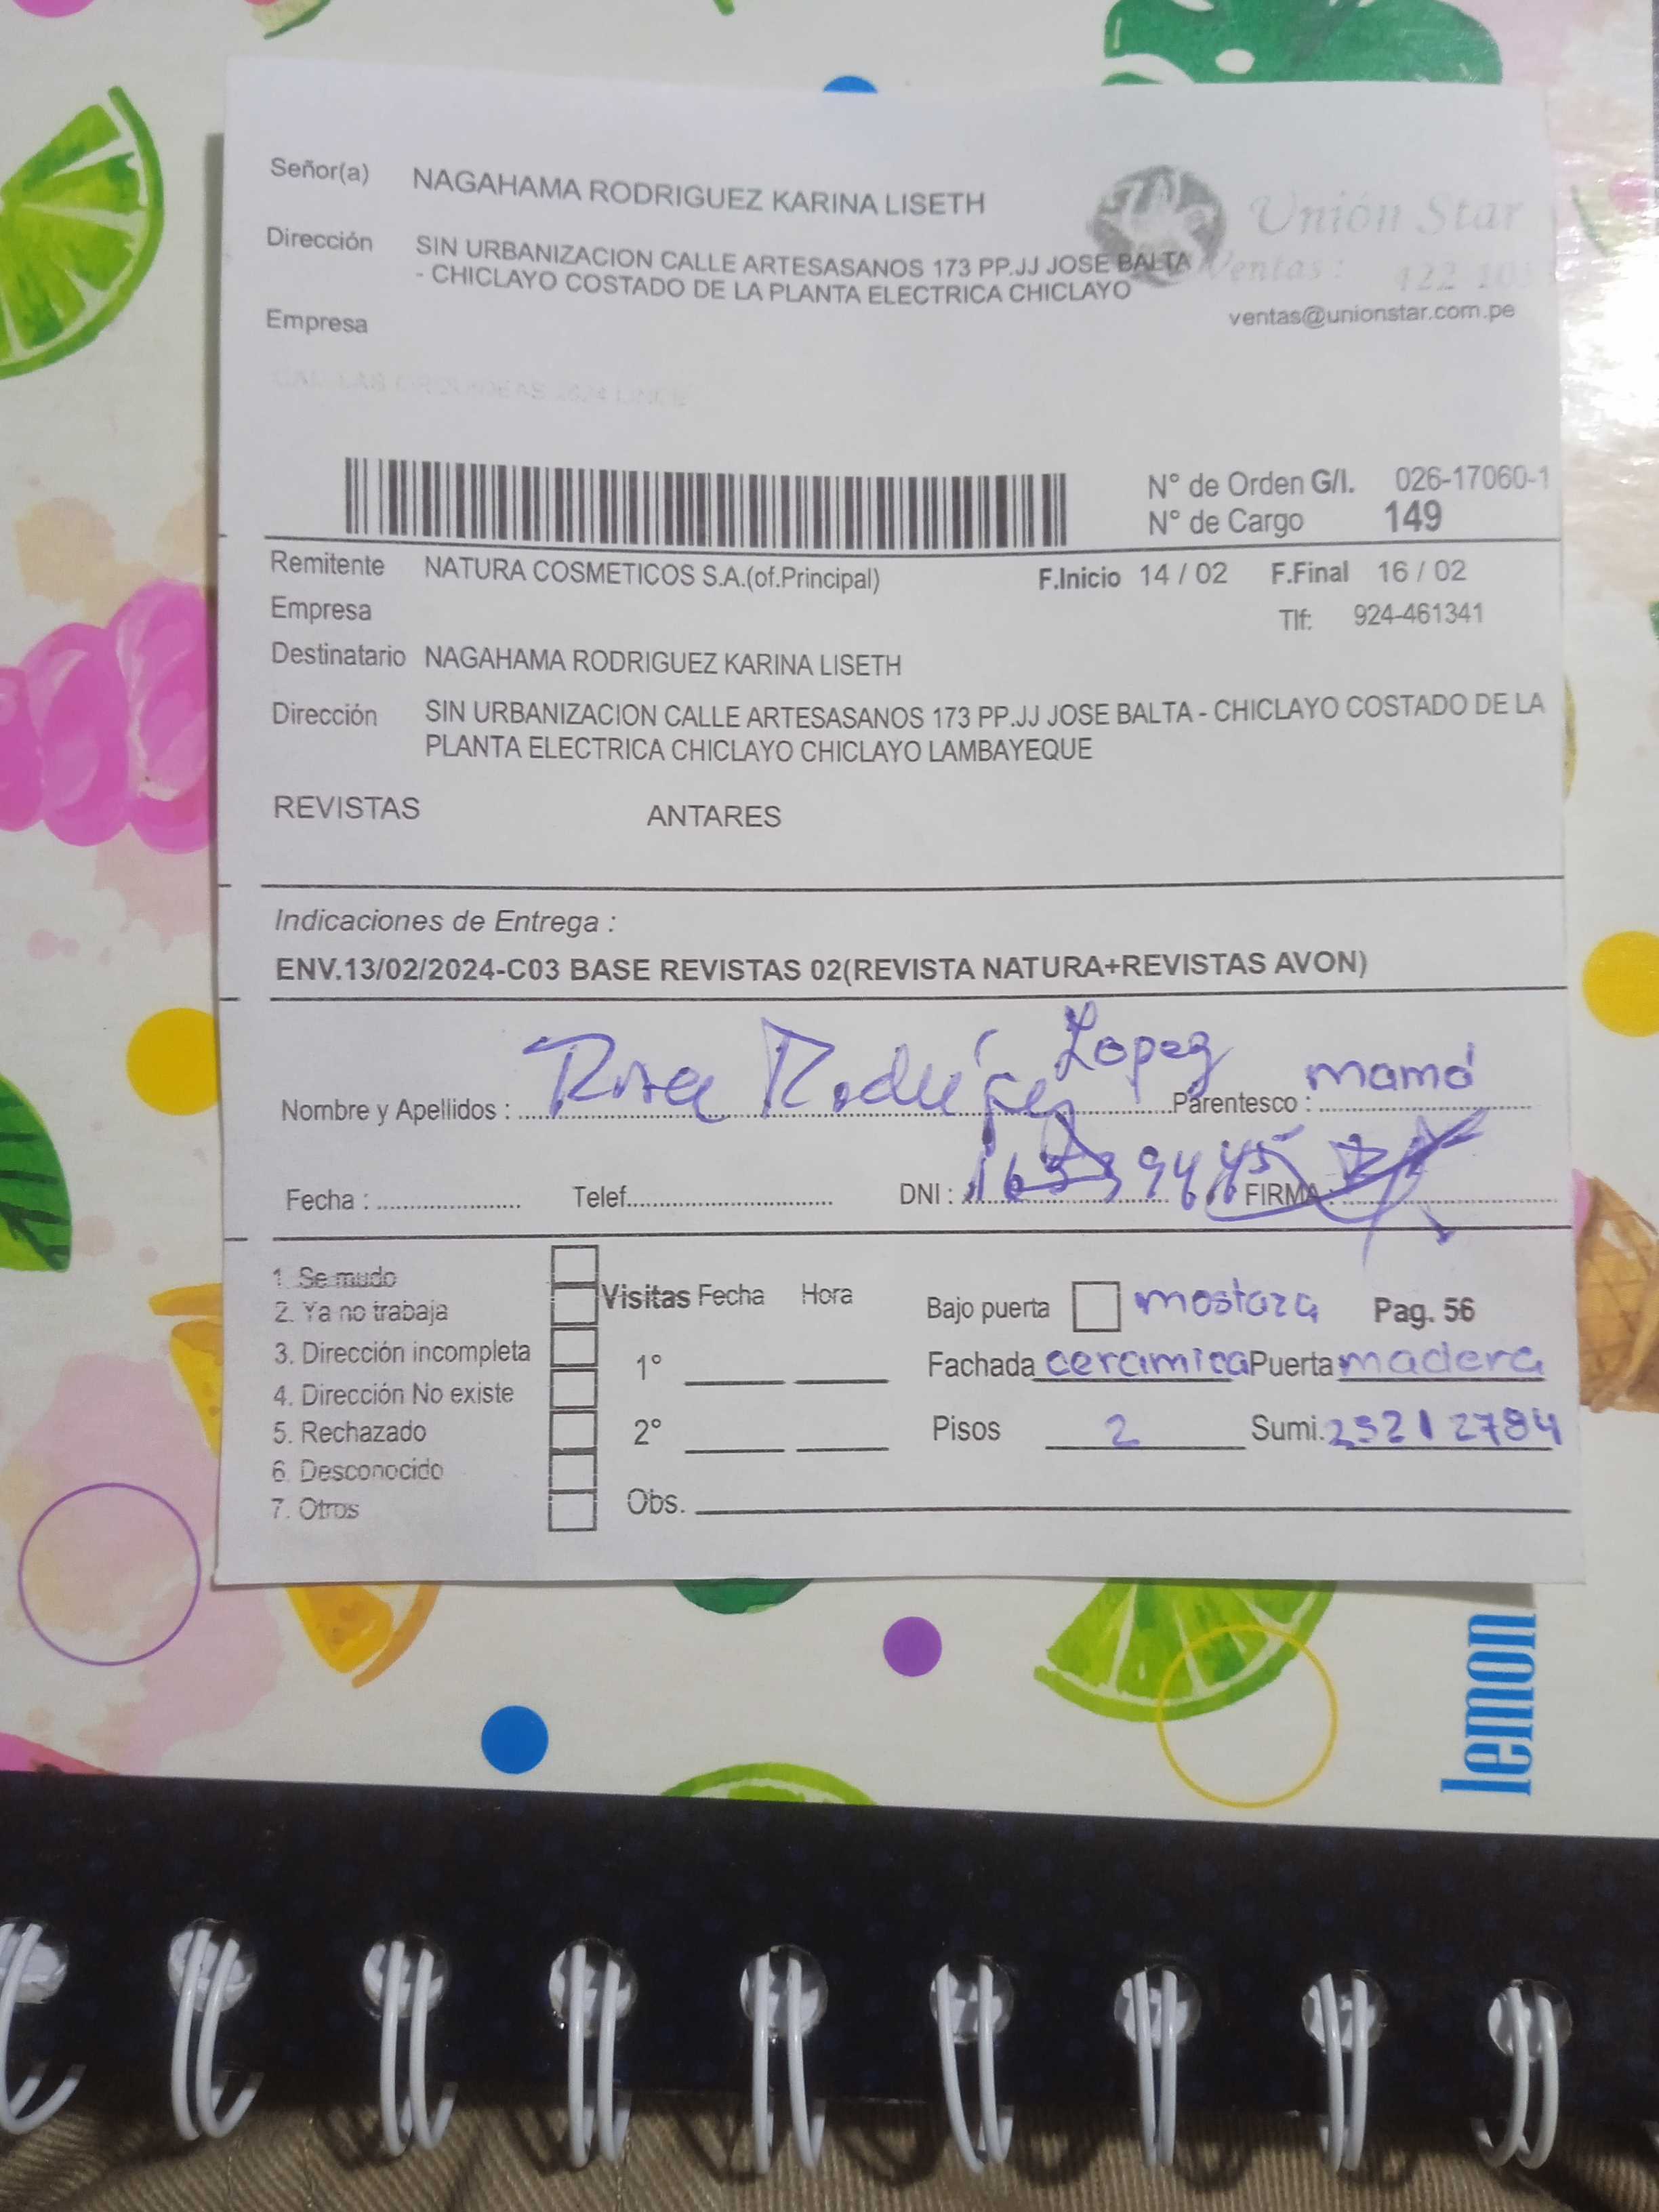 Señor(a) NAGAHAMA RODRIGUEZ KARINA LISETH
Unión Star
Dirección SIN URBANIZACION CALLE ARTESASANOS 173 PP.JJ JOSE BALTA
- CHICLAYO COSTADO DE LA PLANTA ELECTRICA CHICLAYO
Ventas:
ventas@unionstar.com.pe
Empresa
N° de Orden G/I. 026-17060-1
N° de Cargo 149
Remitente NATURA COSMETICOS S.A.(of.Principal) F.Inicio 14 / 02 F.Final 16 / 02
Empresa Tlf: 924-461341
Destinatario NAGAHAMA RODRIGUEZ KARINA LISETH
Dirección SIN URBANIZACION CALLE ARTESASANOS 173 PP.JJ JOSE BALTA - CHICLAYO COSTADO DE LA
PLANTA ELECTRICA CHICLAYO CHICLAYO LAMBAYEQUE
REVISTAS ANTARES
Indicaciones de Entrega :
ENV.13/02/2024-C03 BASE REVISTAS 02(REVISTA NATURA+REVISTAS AVON)
Nombre y Apellidos : Rosa Rodríguez Lopez Parentesco : mamá
Fecha : Telef. DNI : FIRMA :
1. Se mudo
2. Ya no trabaja
3. Dirección incompleta
4. Dirección No existe
5. Rechazado
6. Desconocido
7. Otros
Visitas Fecha Hora
1°
2°
Obs.
Bajo puerta mostaza Pag. 56
Fachada ceramica Puerta madera
Pisos 2 Sumi. 25212784
lemon